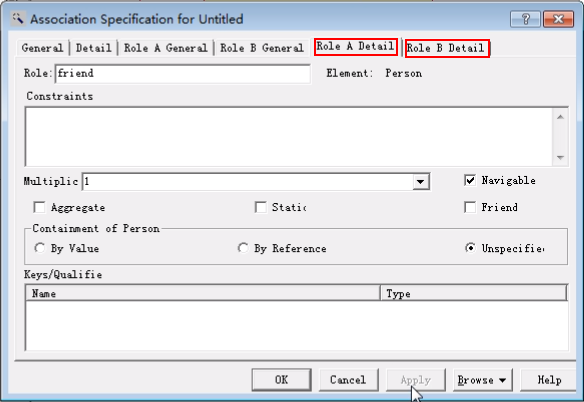 Association Specification for Untitled
General Detail Role A General Role B General Role A Detail Role B Detail
Role: friend Element: Person
Constraints
Multiplic 1 Navigable
Aggregate Static Friend
Containment of Person
By Value By Reference Unspecified
Keys/Qualifie
Name Type
OK Cancel Apply Browse Help